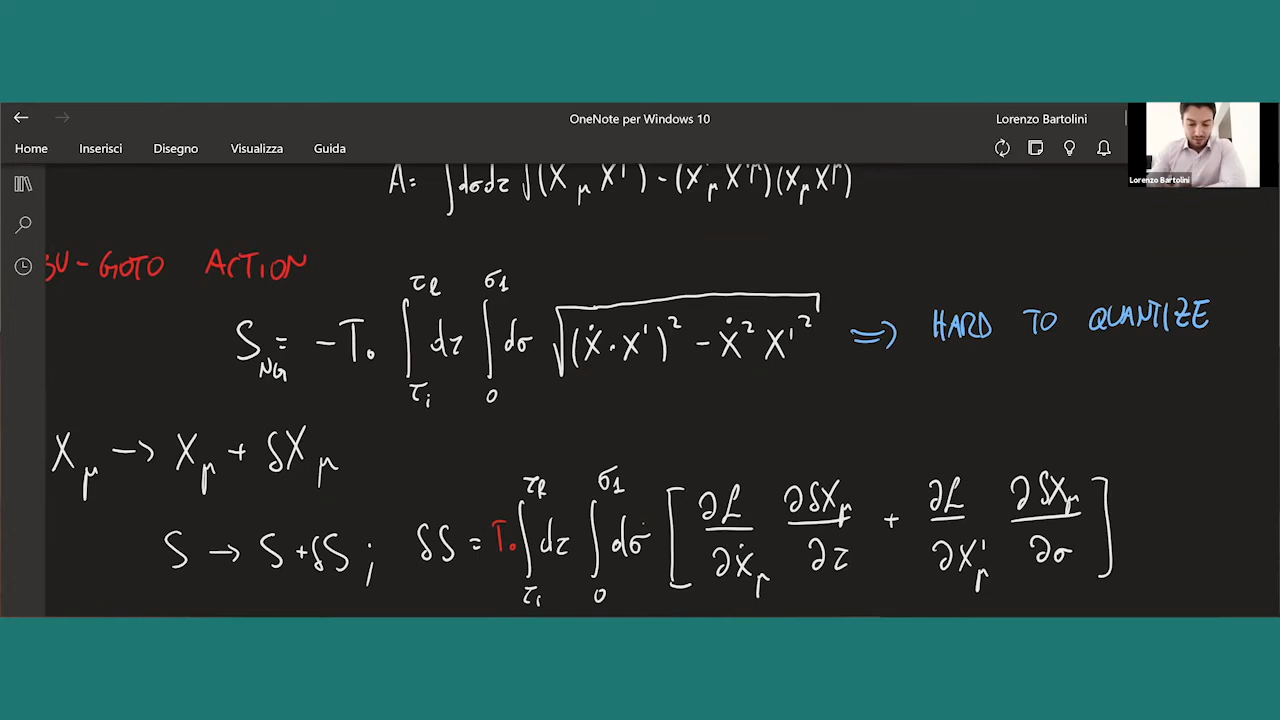 OneNote per Windows 10
Lorenzo Bartolini
Home Inserisci Disegno Visualizza Guida
Lorenzo Bartolini
A = ∫dσdτ √(Ẋ_μ X'^μ)² - (Ẋ_μ Ẋ^μ)(X'_μ X'^μ)
BU-GOTO ACTION
S_NG = -T₀ ∫_{τ_i}^{τ_f} dτ ∫_0^{σ_1} dσ √((Ẋ·X')² - Ẋ² X'²) ⟹ HARD TO QUANTIZE
X_μ → X_μ + δX_μ
S → S+δS ; δS = T₀ ∫_{τ_i}^{τ_f} dτ ∫_0^{σ_1} dσ [ ∂L/∂Ẋ_μ ∂δX_μ/∂τ + ∂L/∂X'_μ ∂δX_μ/∂σ ]